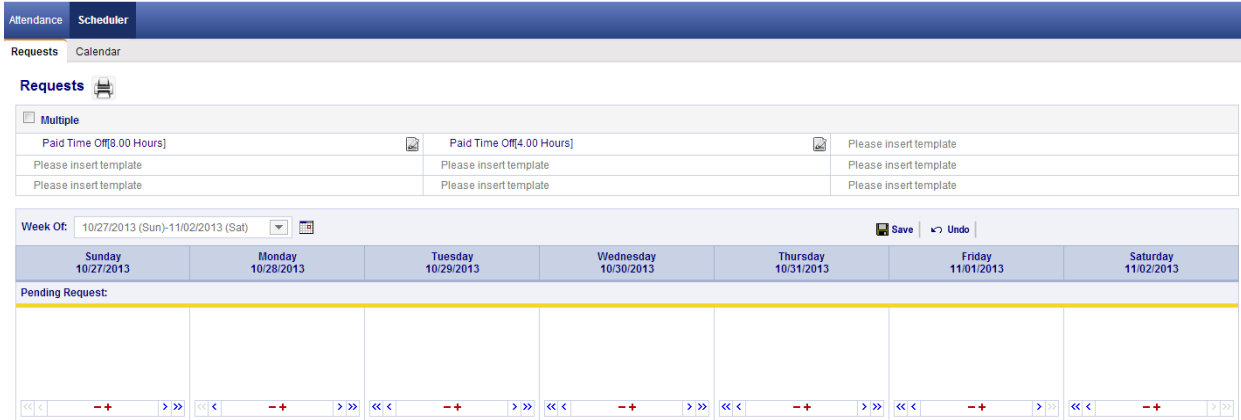 Attendance Scheduler
Requests Calendar
Requests
Multiple
Paid Time Off[8.00 Hours] Paid Time Off[4.00 Hours] Please insert template
Please insert template Please insert template Please insert template
Please insert template Please insert template Please insert template
Week Of: 10/27/2013 (Sun)-11/02/2013 (Sat) Save Undo
Sunday Monday Tuesday Wednesday Thursday Friday Saturday
10/27/2013 10/28/2013 10/29/2013 10/30/2013 10/31/2013 11/01/2013 11/02/2013
Pending Request:
<< < - + > >> << < - + > >> << < - + > >> << < - + > >> << < - + > >> << < - + > >> << < - + > >>